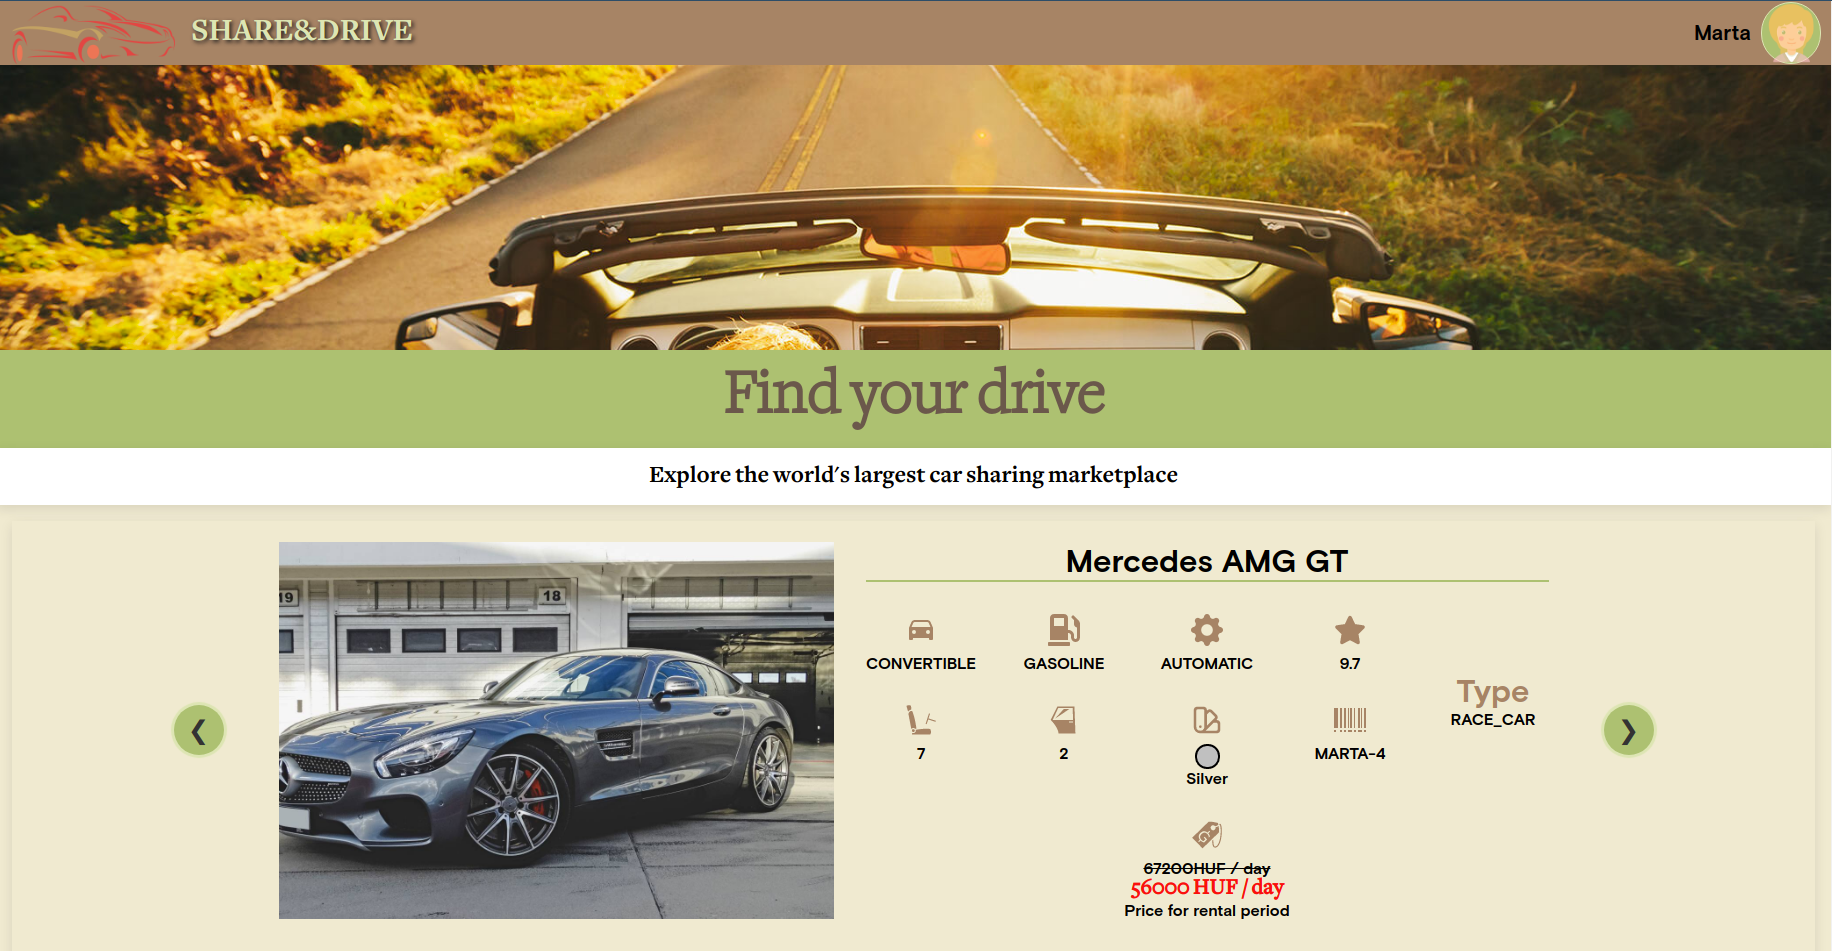 SHARE&DRIVE
Marta
Find your drive
Explore the world's largest car sharing marketplace
19
18
Mercedes AMG GT
CONVERTIBLE
GASOLINE
AUTOMATIC
9.7
7
2
Silver
MARTA-4
Type
RACE_CAR
67200HUF / day
56000 HUF / day
Price for rental period